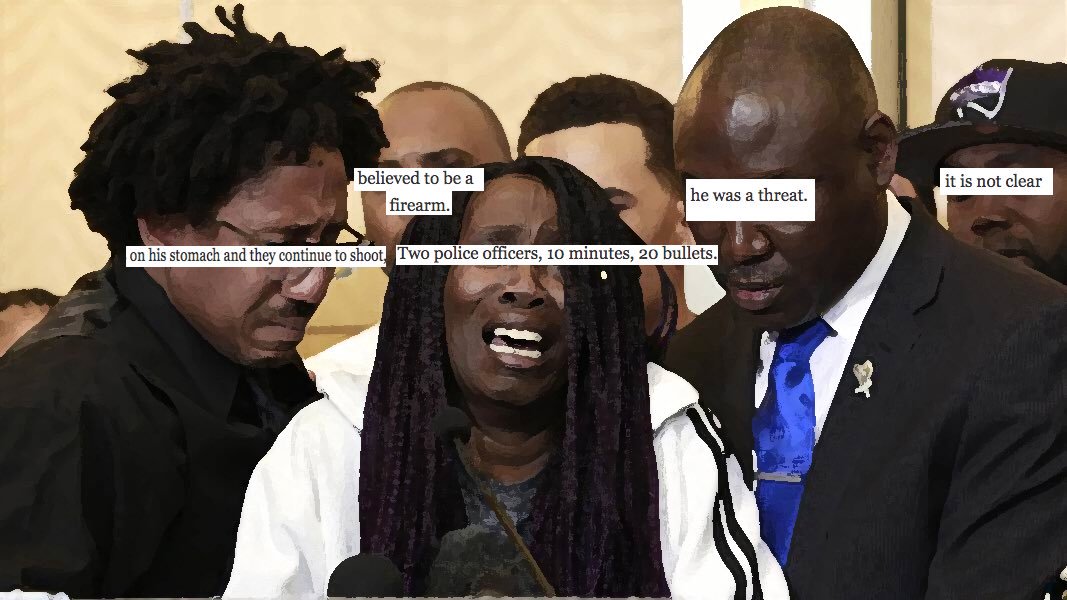 believed to be a
firearm.
he was a threat.
it is not clear
on his stomach and they continue to shoot,
Two police officers, 10 minutes, 20 bullets.